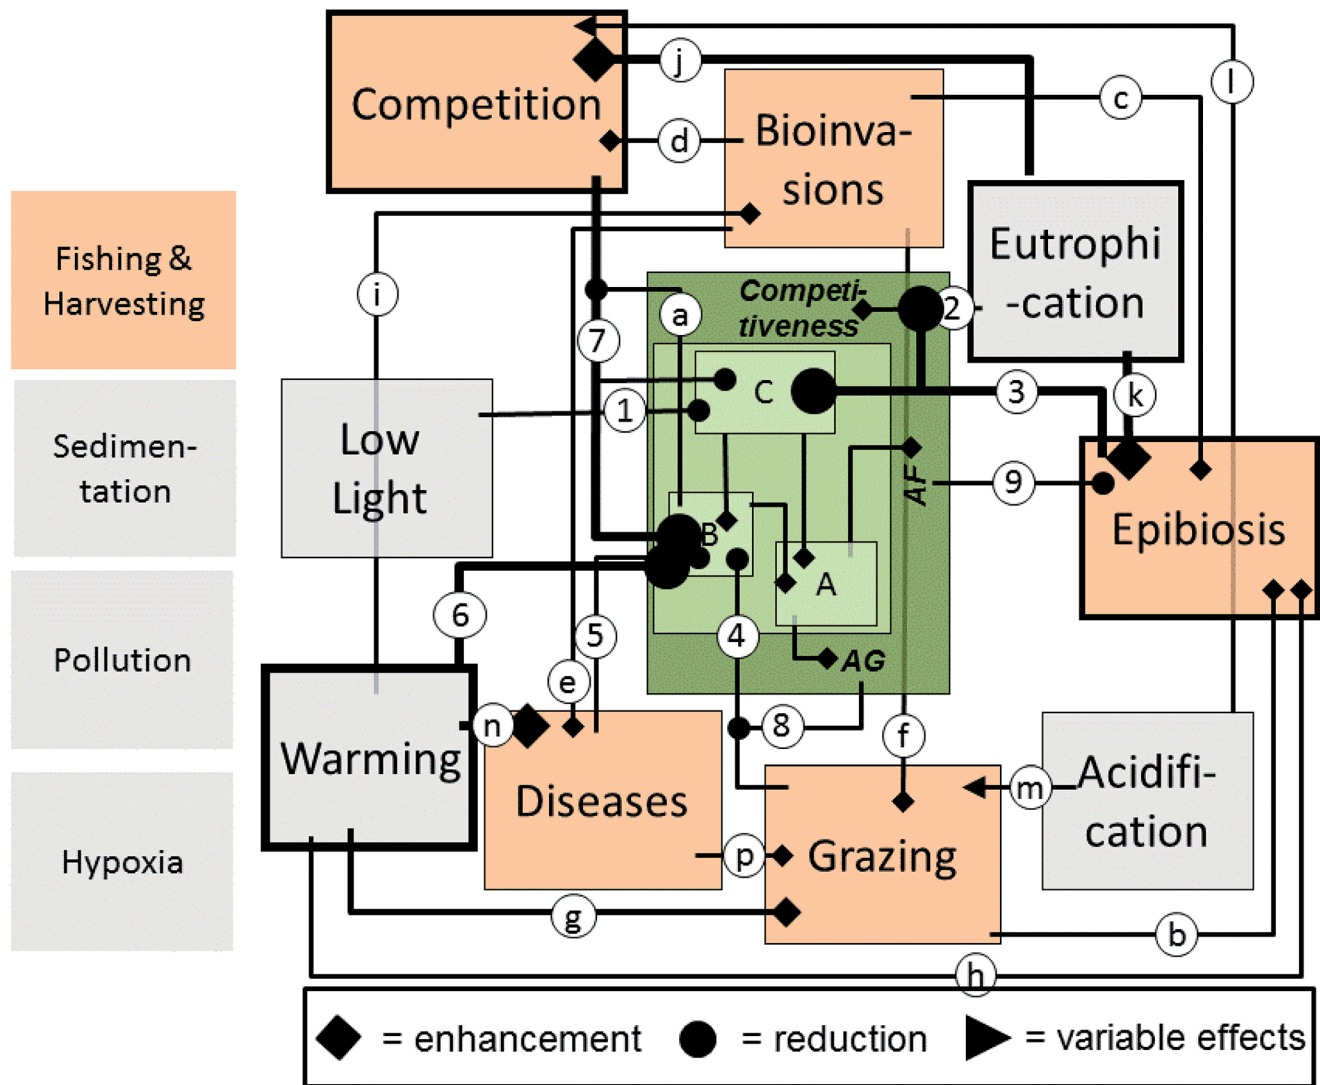 Competition
j
l
c
Bioinva-
sions
d
Fishing &
Harvesting
Eutrophi
-cation
i
Competi-
tiveness
2
a
7
C
3
k
1
Low
Light
Sedimen-
tation
AF
9
Epibiosis
B
A
6
5
4
Pollution
AG
e
n
8
f
Warming
Diseases
m
Acidifi-
cation
p
Grazing
Hypoxia
g
b
h
= enhancement
= reduction
= variable effects